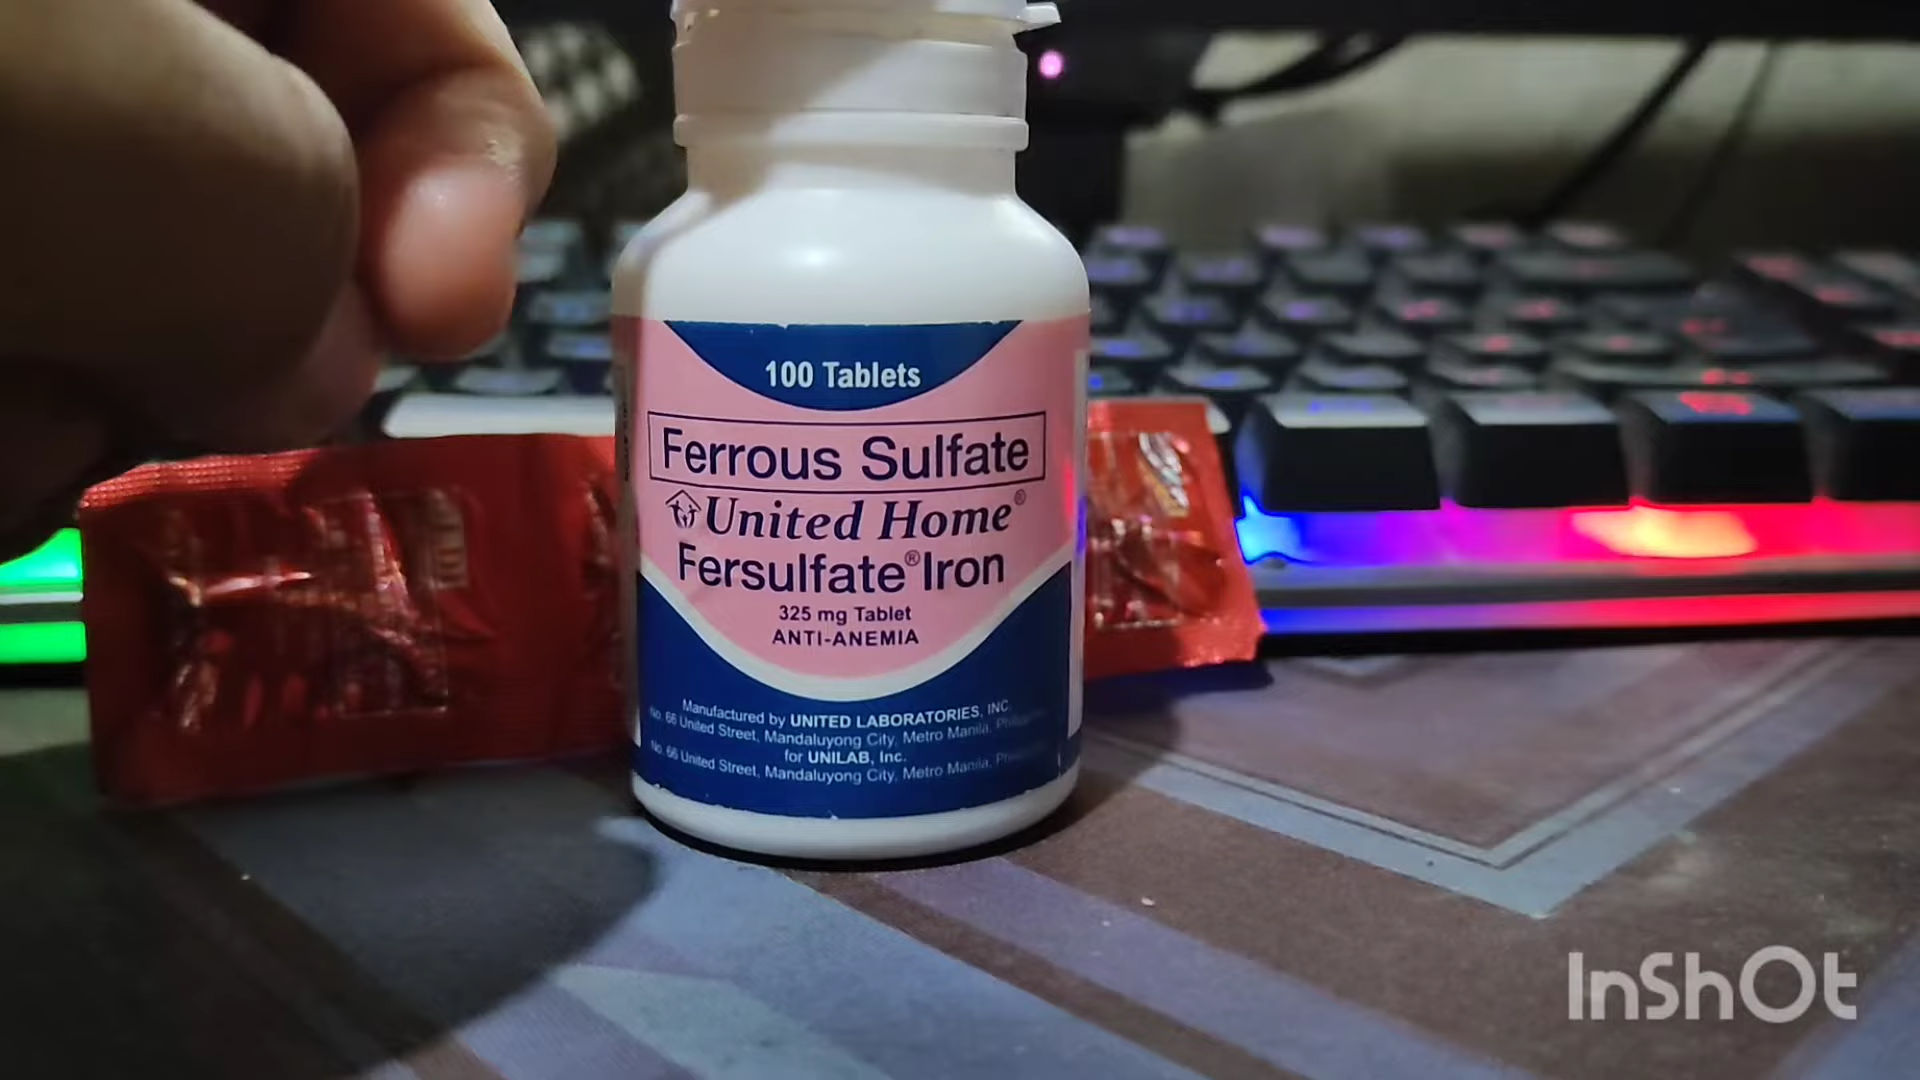 100 Tablets
Ferrous Sulfate
United Home®
Fersulfate® Iron
325 mg Tablet
ANTI-ANEMIA
Manufactured by UNITED LABORATORIES, INC.
No. 66 United Street, Mandaluyong City, Metro Manila, Philippines
for UNILAB, Inc.
No. 66 United Street, Mandaluyong City, Metro Manila,
InShOt